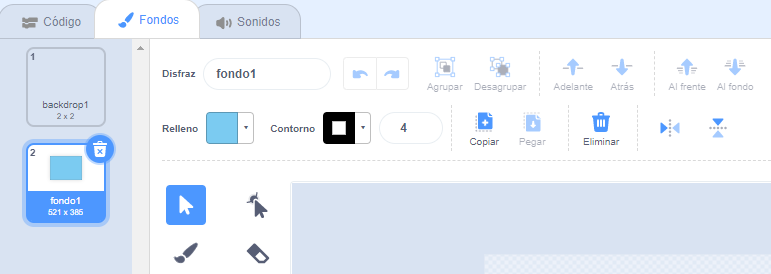 Código
Fondos
Sonidos
1
backdrop1
2 x 2
2
fondo1
521 x 385
Disfraz
fondo1
Agrupar
Desagrupar
Adelante
Atrás
Al frente
Al fondo
Relleno
Contorno
4
Copiar
Pegar
Eliminar